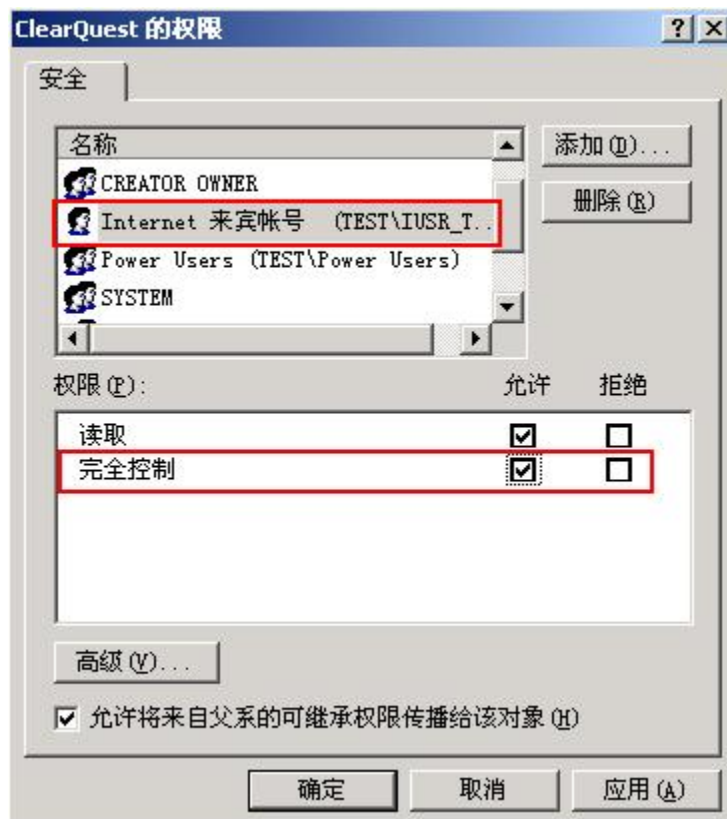 ClearQuest 的权限
安全
名称
添加(D)...
CREATOR OWNER
删除(R)
Internet 来宾帐号 (TEST\IUSR_T..
Power Users (TEST\Power Users)
SYSTEM
权限(P): 允许 拒绝
读取
完全控制
高级(V)...
允许将来自父系的可继承权限传播给该对象(H)
确定 取消 应用(A)